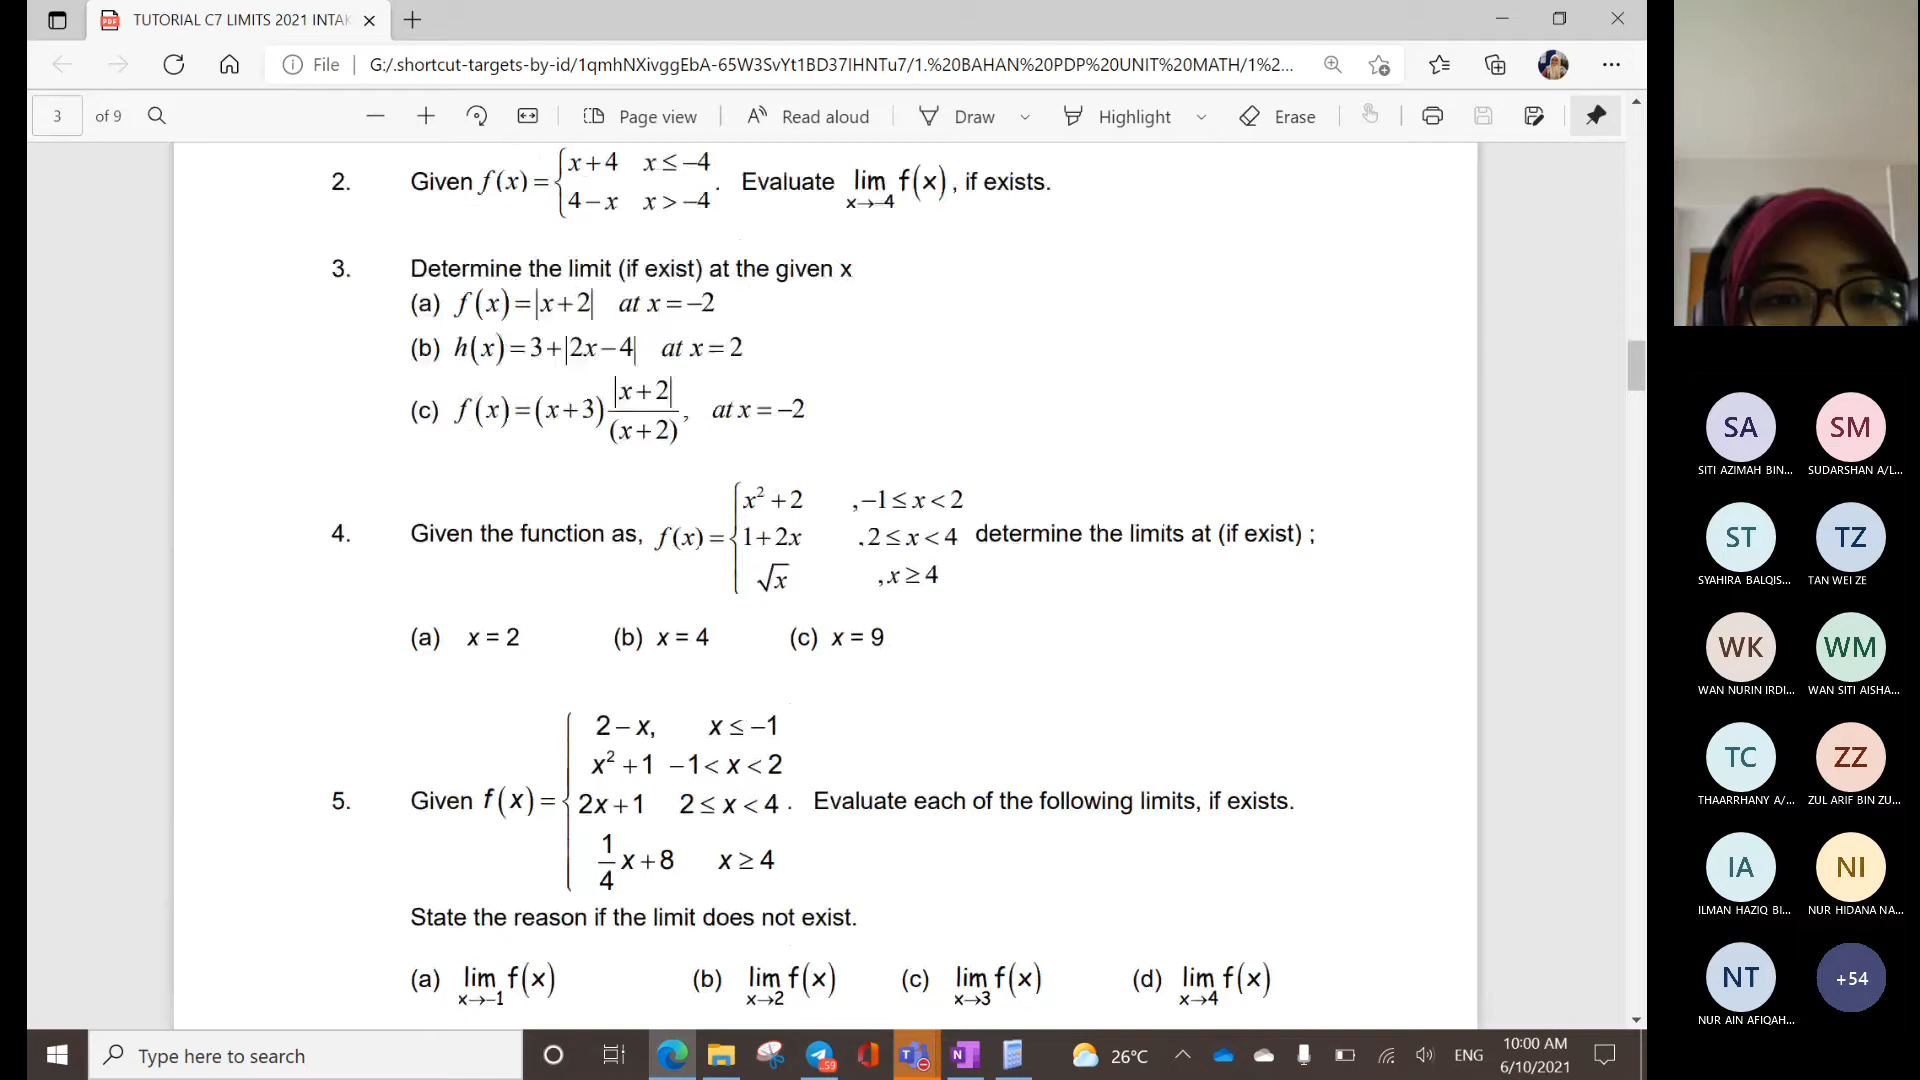 TUTORIAL C7 LIMITS 2021 INTAK
File G:/.shortcut-targets-by-id/1qmhNXivggEbA-65W3SvYt1BD37IHNTu7/1.%20BAHAN%20PDP%20UNIT%20MATH/1%2...
3 of 9 Page view Read aloud Draw Highlight Erase
2. Given f(x) = { x+4 x ≤ −4
4−x x > −4 . Evaluate lim x→−4 f(x), if exists.
3. Determine the limit (if exist) at the given x
(a) f(x) = |x+2| at x = −2
(b) h(x) = 3+|2x−4| at x = 2
(c) f(x) = (x+3) |x+2| / (x+2), at x = −2
4. Given the function as, f(x) = { x² + 2 , −1 ≤ x < 2
1+2x . 2 ≤ x < 4 determine the limits at (if exist) ;
√x , x ≥ 4
(a) x = 2 (b) x = 4 (c) x = 9
5. Given f(x) = { 2 − x, x ≤ −1
x² + 1 −1 < x < 2
2x + 1 2 ≤ x < 4 . Evaluate each of the following limits, if exists.
1/4 x + 8 x ≥ 4
State the reason if the limit does not exist.
(a) lim x→−1 f(x) (b) lim x→2 f(x) (c) lim x→3 f(x) (d) lim x→4 f(x)
SA SM
SITI AZIMAH BIN... SUDARSHAN A/L...
ST TZ
SYAHIRA BALQIS... TAN WEI ZE
WK WM
WAN NURIN IRDI... WAN SITI AISHA...
TC ZZ
THAARRHANY A/... ZUL ARIF BIN ZU...
IA NI
ILMAN HAZIQ BI... NUR HIDANA NA...
NT +54
NUR AIN AFIQAH...
Type here to search .59 26°C ENG 10:00 AM
6/10/2021